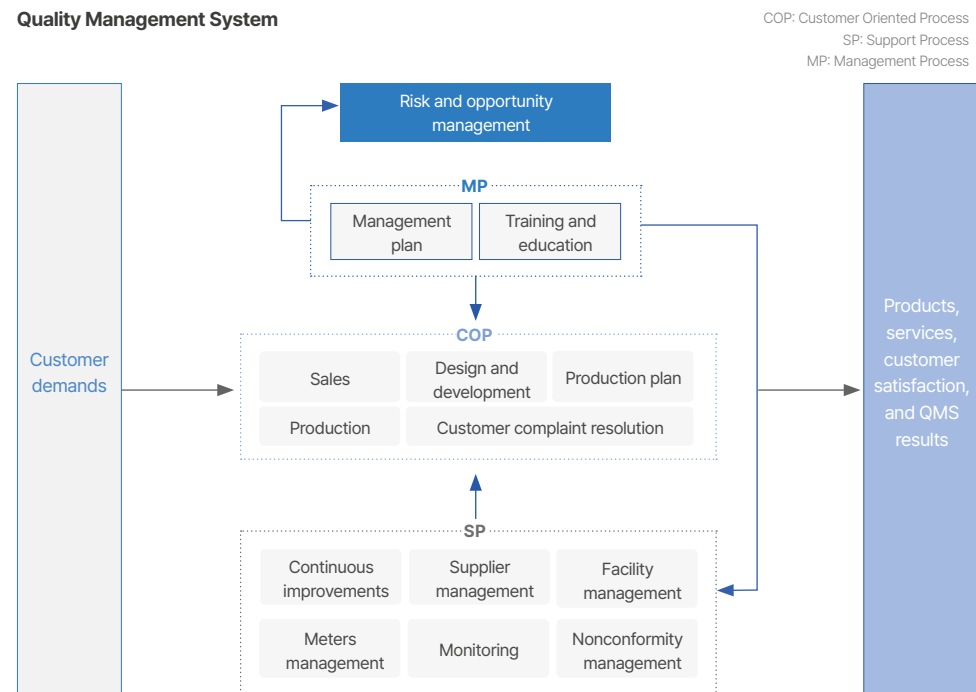 Quality Management System
COP: Customer Oriented Process
SP: Support Process
MP: Management Process
Risk and opportunity
management
MP
Management
plan
Training and
education
COP
Sales
Design and
development
Production plan
Production
Customer complaint resolution
Customer
demands
Products,
services,
customer
satisfaction,
and QMS
results
SP
Continuous
improvements
Supplier
management
Facility
management
Meters
management
Monitoring
Nonconformity
management